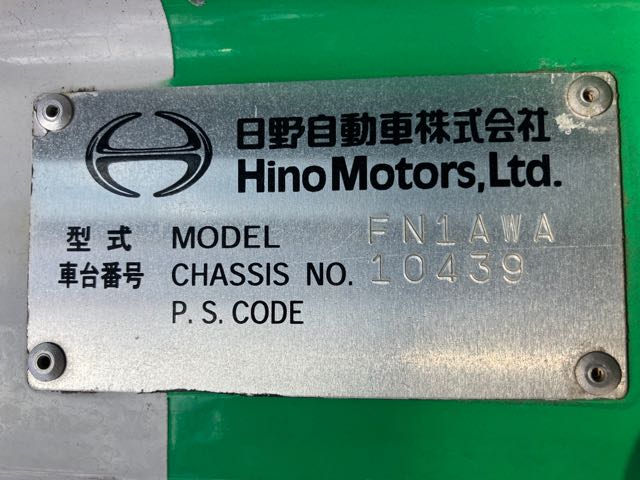 日野自動車株式会社
Hino Motors, Ltd.
型式 MODEL FN1AWA
車台番号 CHASSIS NO. 10439
P. S. CODE